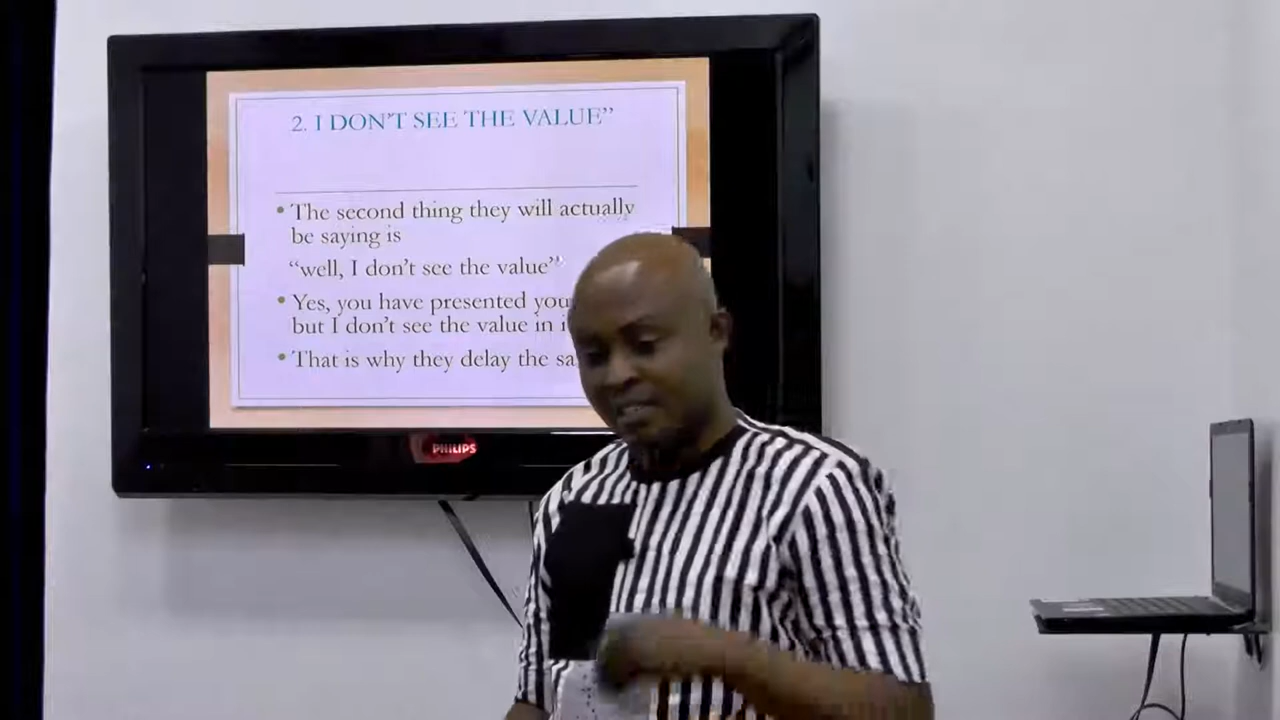 2. I DON'T SEE THE VALUE”
• The second thing they will actually
be saying is
“well, I don't see the value”
• Yes, you have presented you
but I don't see the value in i
• That is why they delay the sa
PHILIPS